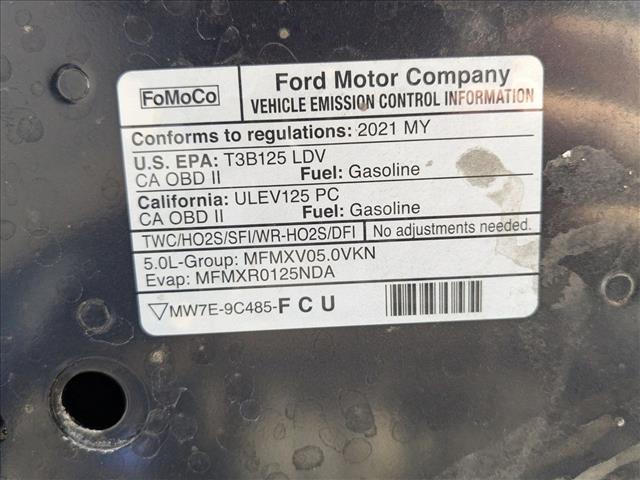 FoMoCo
Ford Motor Company
VEHICLE EMISSION CONTROL INFORMATION
Conforms to regulations: 2021 MY
U.S. EPA: T3B125 LDV
CA OBD II Fuel: Gasoline
California: ULEV125 PC
CA OBD II Fuel: Gasoline
TWC/HO2S/SFI/WR-HO2S/DFI No adjustments needed.
5.0L-Group: MFMXV05.0VKN
Evap: MFMXR0125NDA
MW7E-9C485-F C U